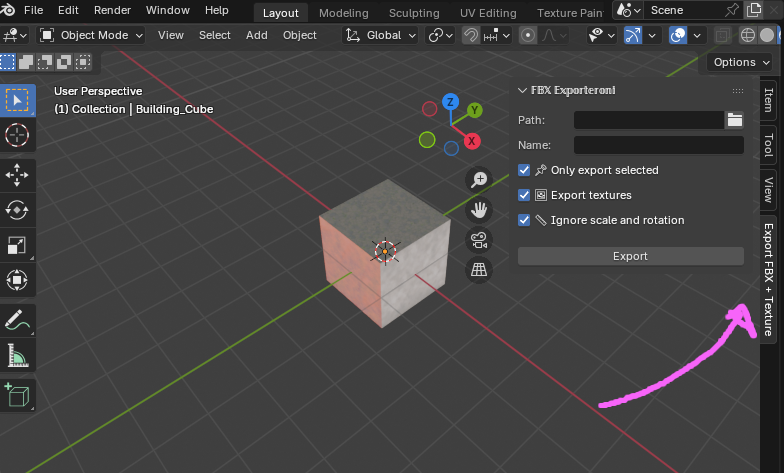 File Edit Render Window Help Layout Modeling Sculpting UV Editing Texture Pain Scene
Object Mode View Select Add Object Global
Options
User Perspective
(1) Collection | Building_Cube
Z
Y
X
FBX Exporteroni
Path:
Name:
Only export selected
Export textures
Ignore scale and rotation
Export
Item
Tool
View
Export FBX + Texture